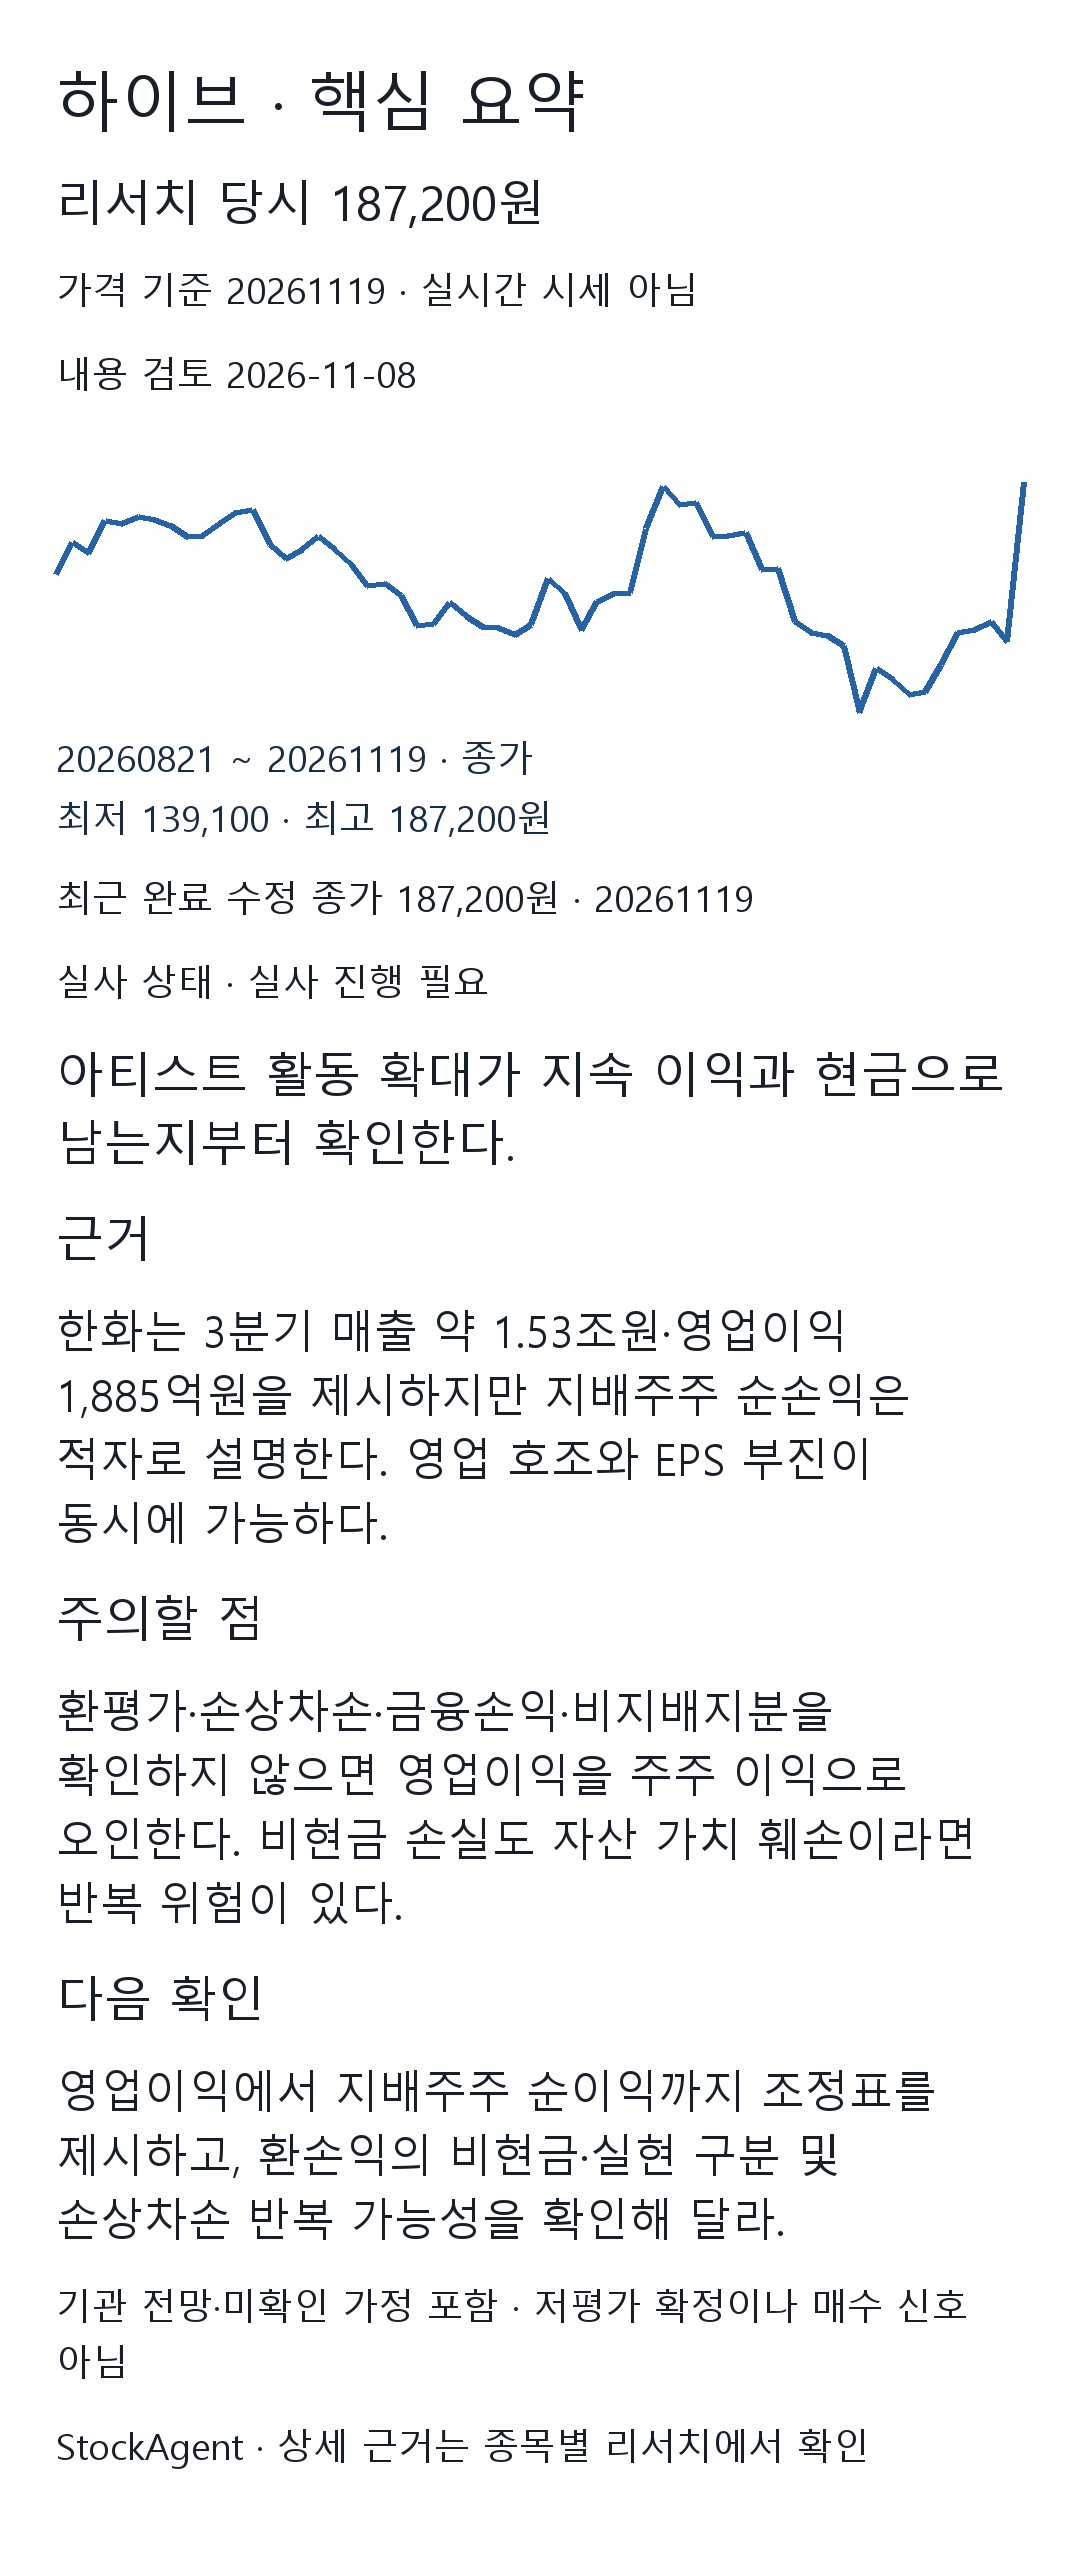 하이브 · 핵심 요약
리서치 당시 187,200원
가격 기준 20261119 · 실시간 시세 아님
내용 검토 2026-11-08
20260821 ~ 20261119 · 종가
최저 139,100 · 최고 187,200원
최근 완료 수정 종가 187,200원 · 20261119
실사 상태 · 실사 진행 필요
아티스트 활동 확대가 지속 이익과 현금으로
남는지부터 확인한다.
근거
한화는 3분기 매출 약 1.53조원·영업이익
1,885억원을 제시하지만 지배주주 순손익은
적자로 설명한다. 영업 호조와 EPS 부진이
동시에 가능하다.
주의할 점
환평가·손상차손·금융손익·비지배지분을
확인하지 않으면 영업이익을 주주 이익으로
오인한다. 비현금 손실도 자산 가치 훼손이라면
반복 위험이 있다.
다음 확인
영업이익에서 지배주주 순이익까지 조정표를
제시하고, 환손익의 비현금·실현 구분 및
손상차손 반복 가능성을 확인해 달라.
기관 전망·미확인 가정 포함 · 저평가 확정이나 매수 신호
아님
StockAgent · 상세 근거는 종목별 리서치에서 확인